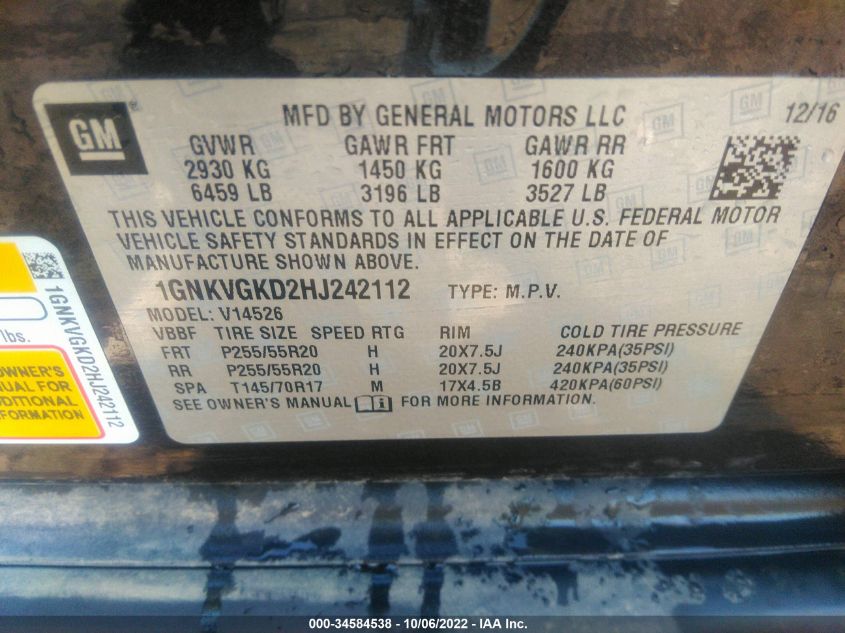 GM
MFD BY GENERAL MOTORS LLC 12/16
GVWR GAWR FRT GAWR RR
2930 KG 1450 KG 1600 KG
6459 LB 3196 LB 3527 LB
THIS VEHICLE CONFORMS TO ALL APPLICABLE U.S. FEDERAL MOTOR
VEHICLE SAFETY STANDARDS IN EFFECT ON THE DATE OF
MANUFACTURE SHOWN ABOVE.
1GNKVGKD2HJ242112 TYPE: M.P.V.
MODEL: V14526
VBBF TIRE SIZE SPEED RTG RIM COLD TIRE PRESSURE
FRT P255/55R20 H 20X7.5J 240KPA(35PSI)
RR P255/55R20 H 20X7.5J 240KPA(35PSI)
SPA T145/70R17 M 17X4.5B 420KPA(60PSI)
SEE OWNER'S MANUAL FOR MORE INFORMATION.
lbs.
OWNER'S
MANUAL FOR
ADDITIONAL
INFORMATION
1GNKVGKD2HJ242112
000-34584538 - 10/06/2022 - IAA Inc.